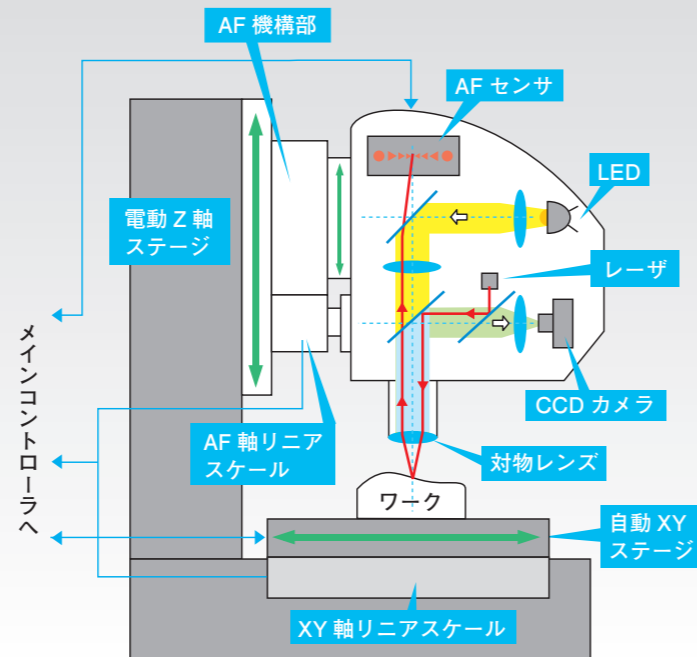 AF 機構部
AF センサ
LED
電動 Z 軸
ステージ
レーザ
メインコントローラへ
CCD カメラ
AF 軸リニア
スケール
対物レンズ
ワーク
自動 XY
ステージ
XY 軸リニアスケール